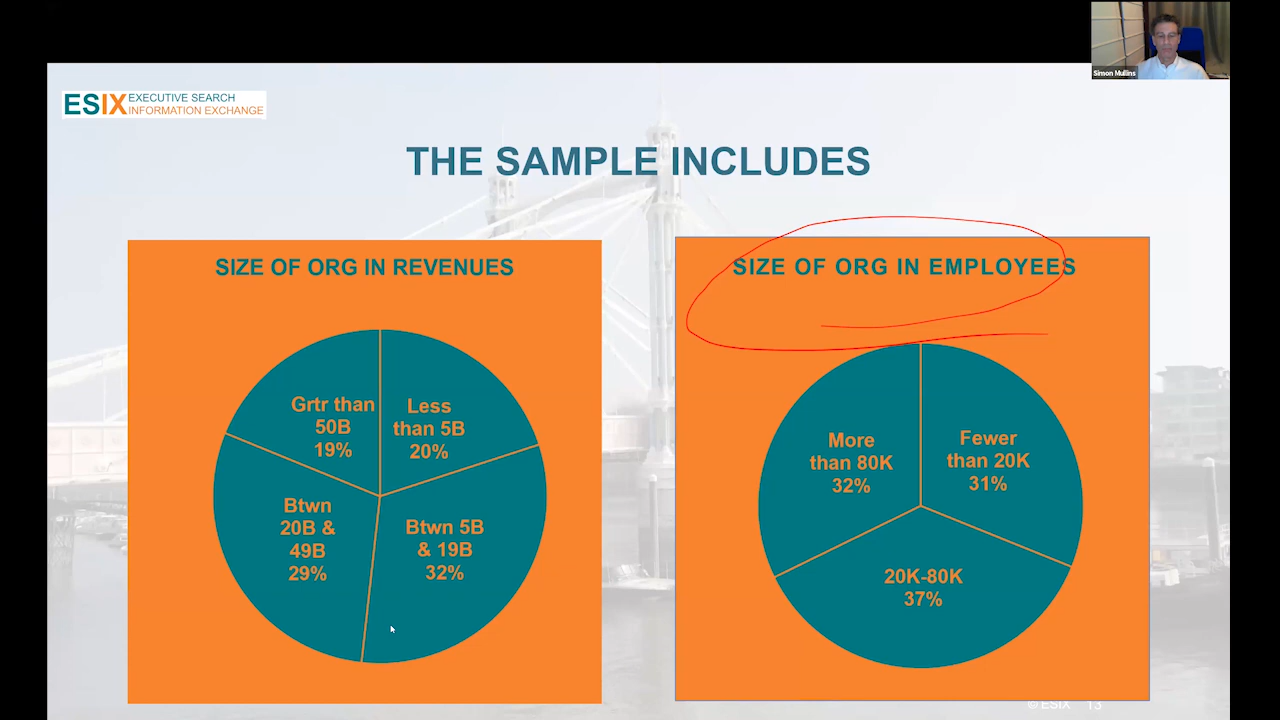 Simon Mullins
ESIX EXECUTIVE SEARCH
INFORMATION EXCHANGE
THE SAMPLE INCLUDES
SIZE OF ORG IN REVENUES
Grtr than
50B
19%
Less
than 5B
20%
Btwn
20B &
49B
29%
Btwn 5B
& 19B
32%
SIZE OF ORG IN EMPLOYEES
More
than 80K
32%
Fewer
than 20K
31%
20K-80K
37%
© ESIX 13